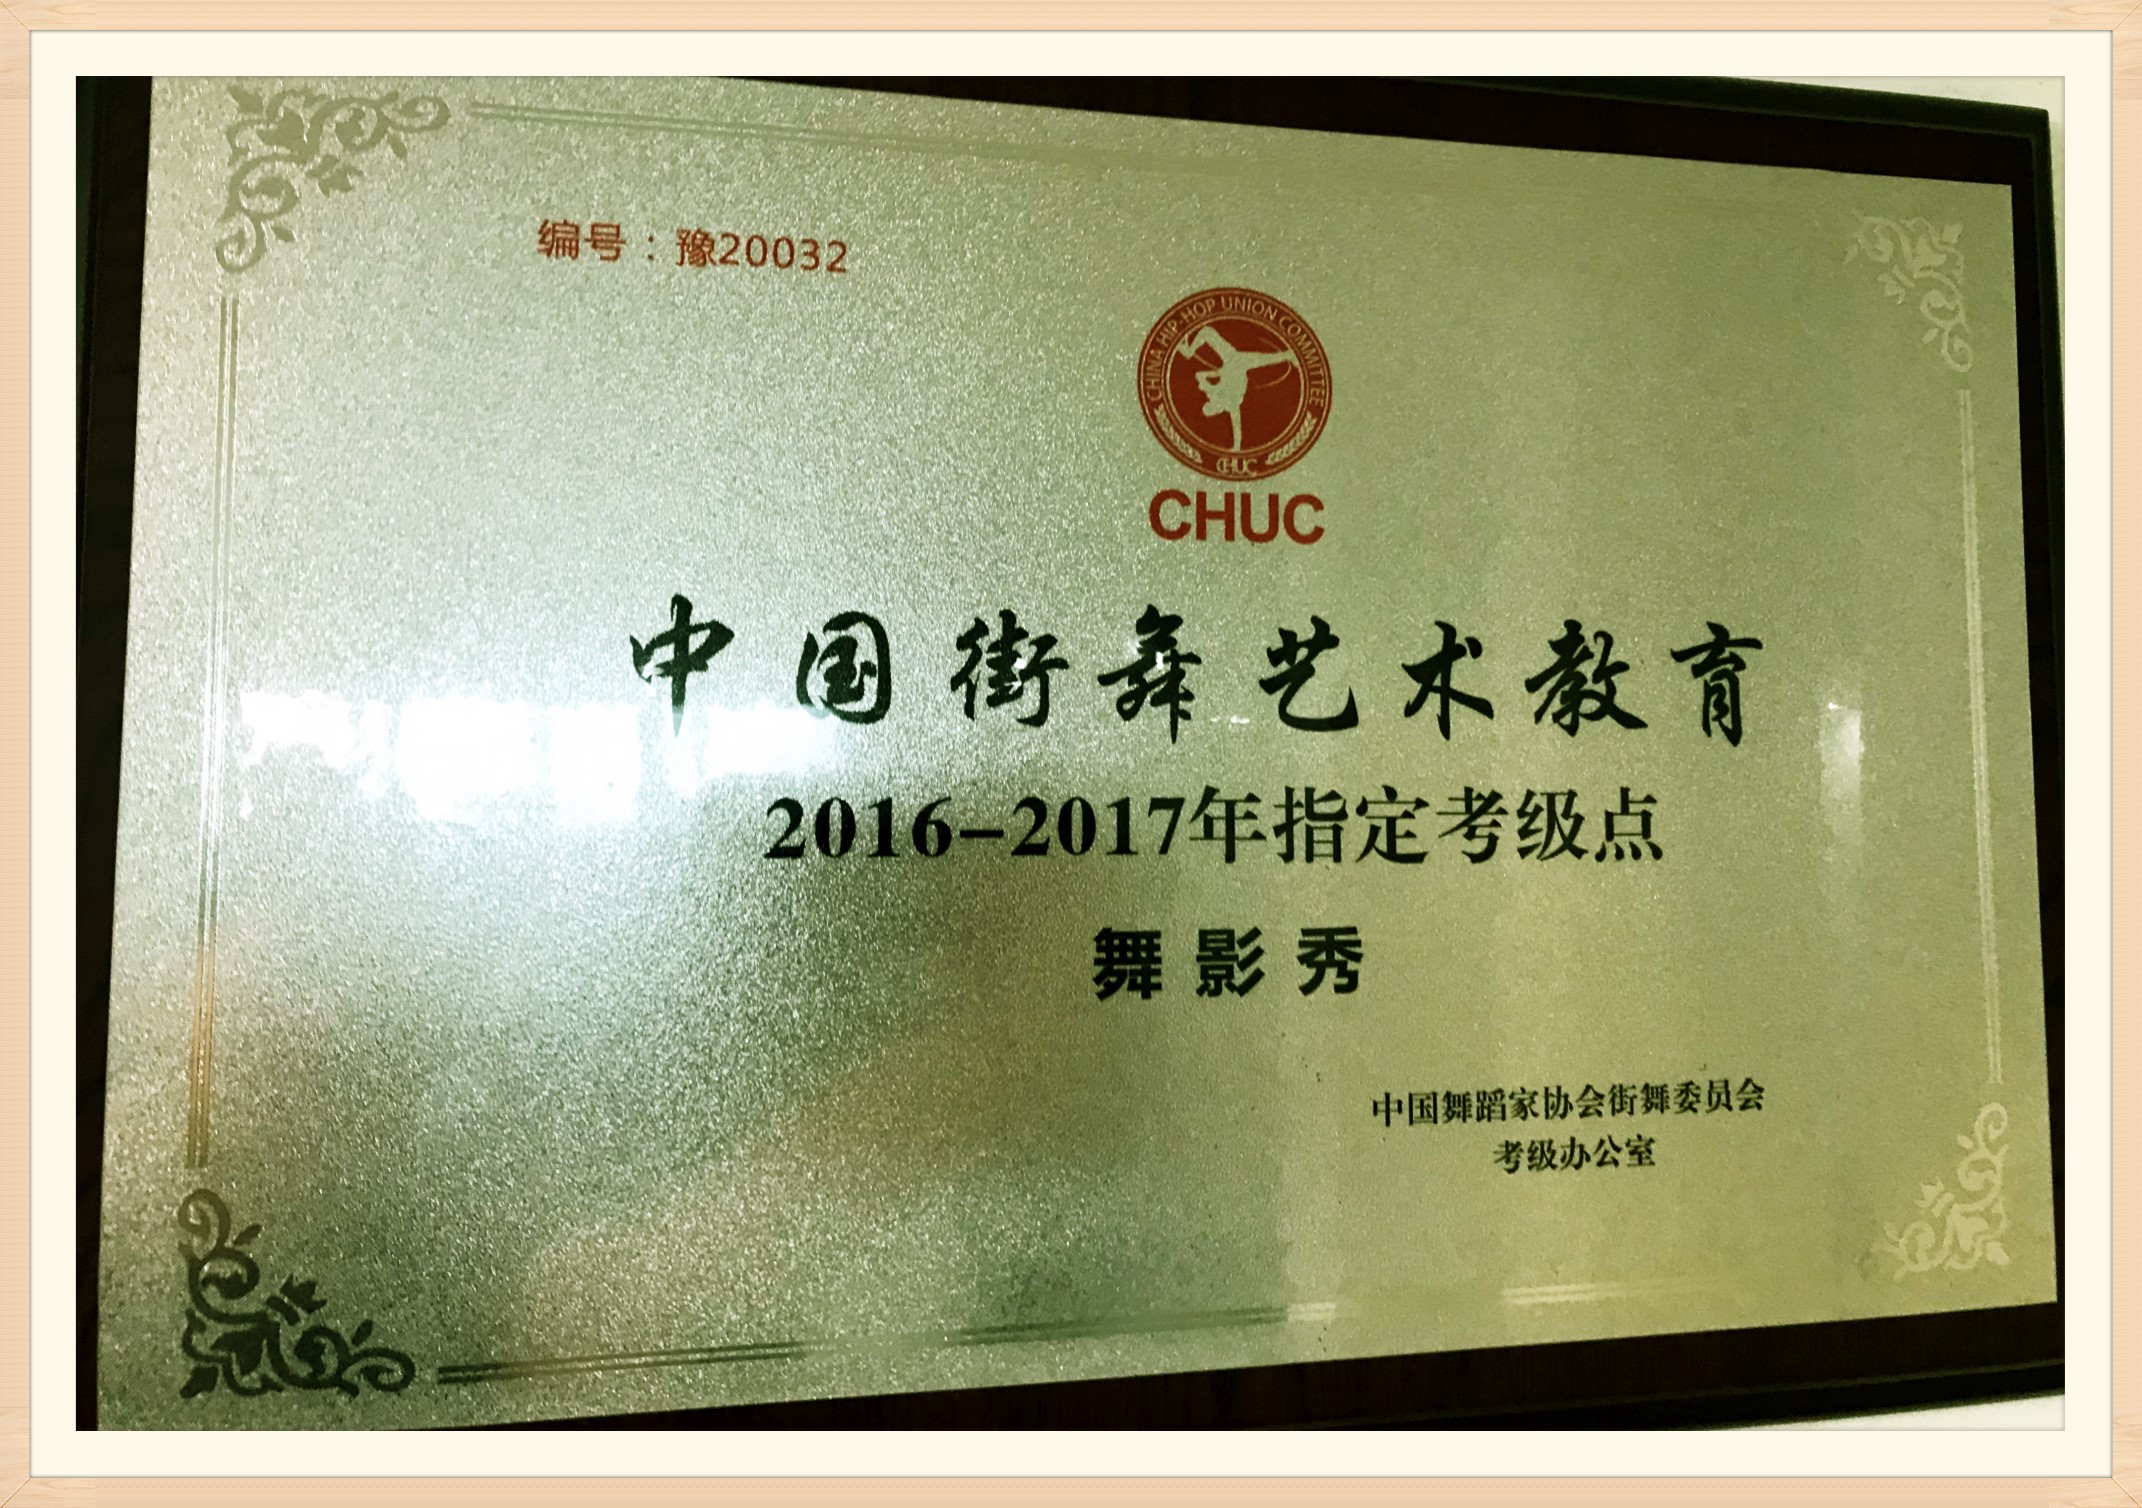 编号：豫20032
CHINA HIP-HOP UNION COMMITTEE
CHUC
CHUC
中国街舞艺术教育
2016-2017年指定考级点
舞影秀
中国舞蹈家协会街舞委员会
考级办公室